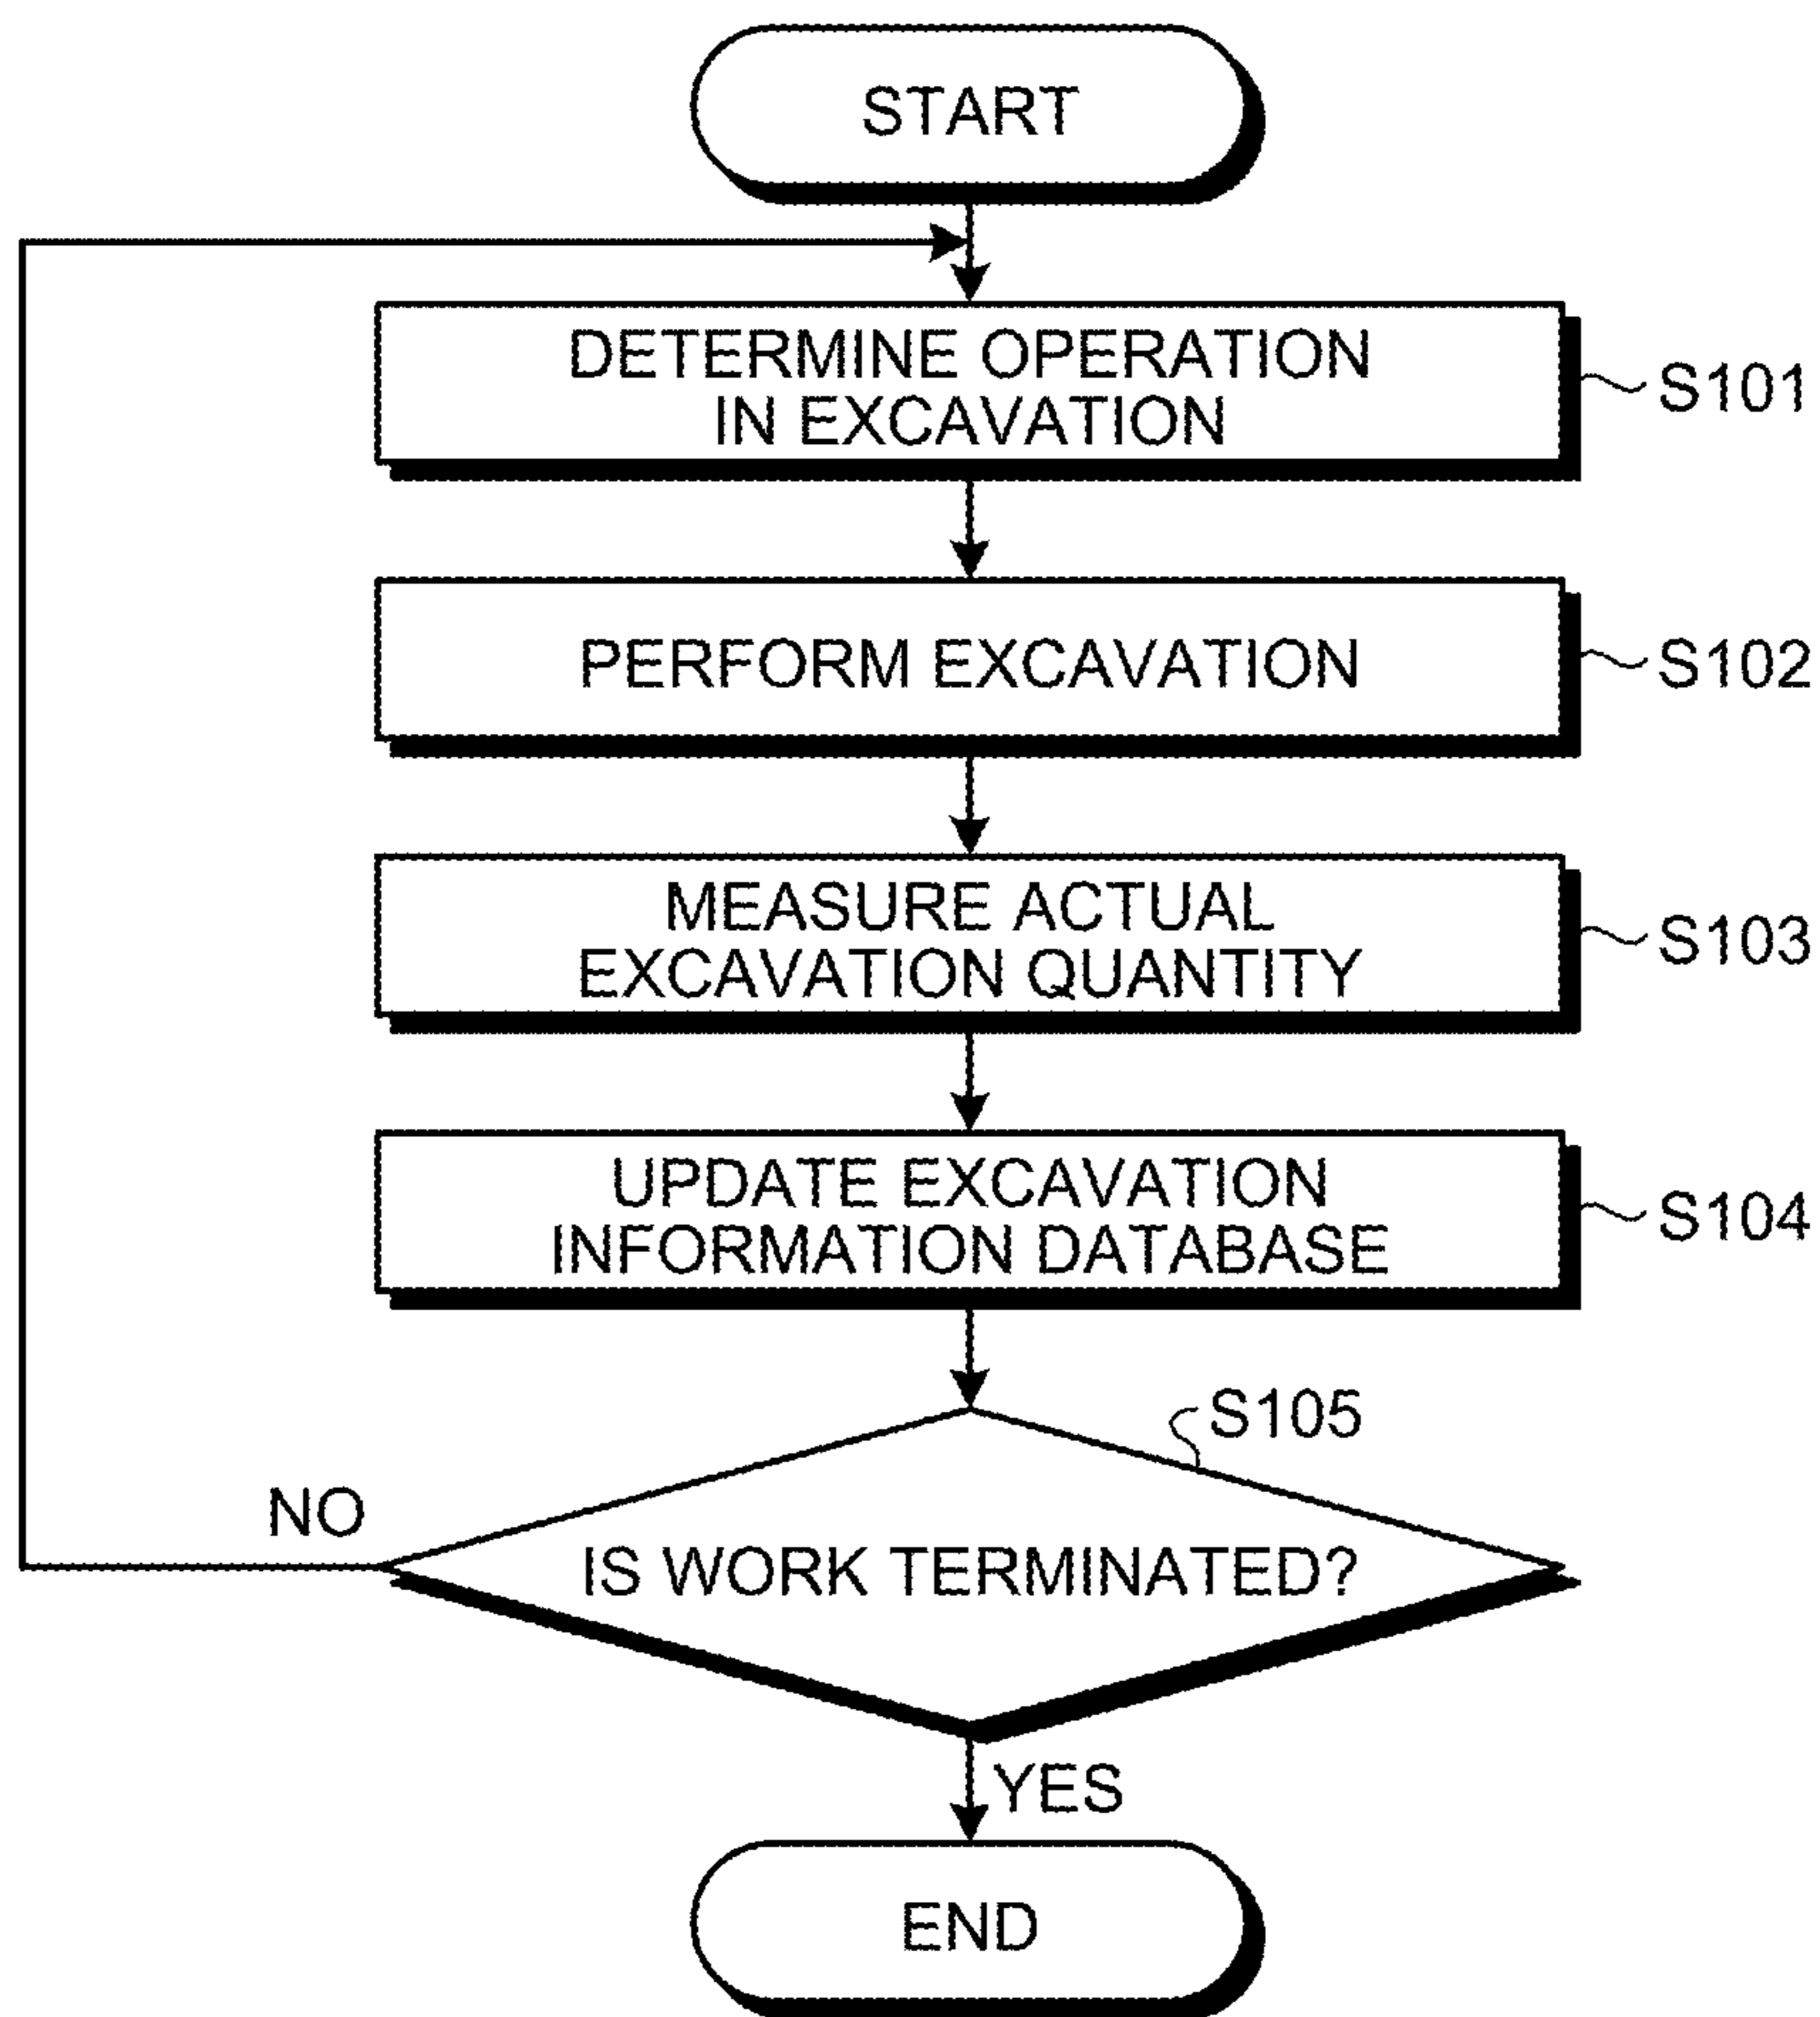 START
DETERMINE OPERATION
IN EXCAVATION
S101
PERFORM EXCAVATION
S102
MEASURE ACTUAL
EXCAVATION QUANTITY
S103
UPDATE EXCAVATION
INFORMATION DATABASE
S104
S105
NO
IS WORK TERMINATED?
YES
END